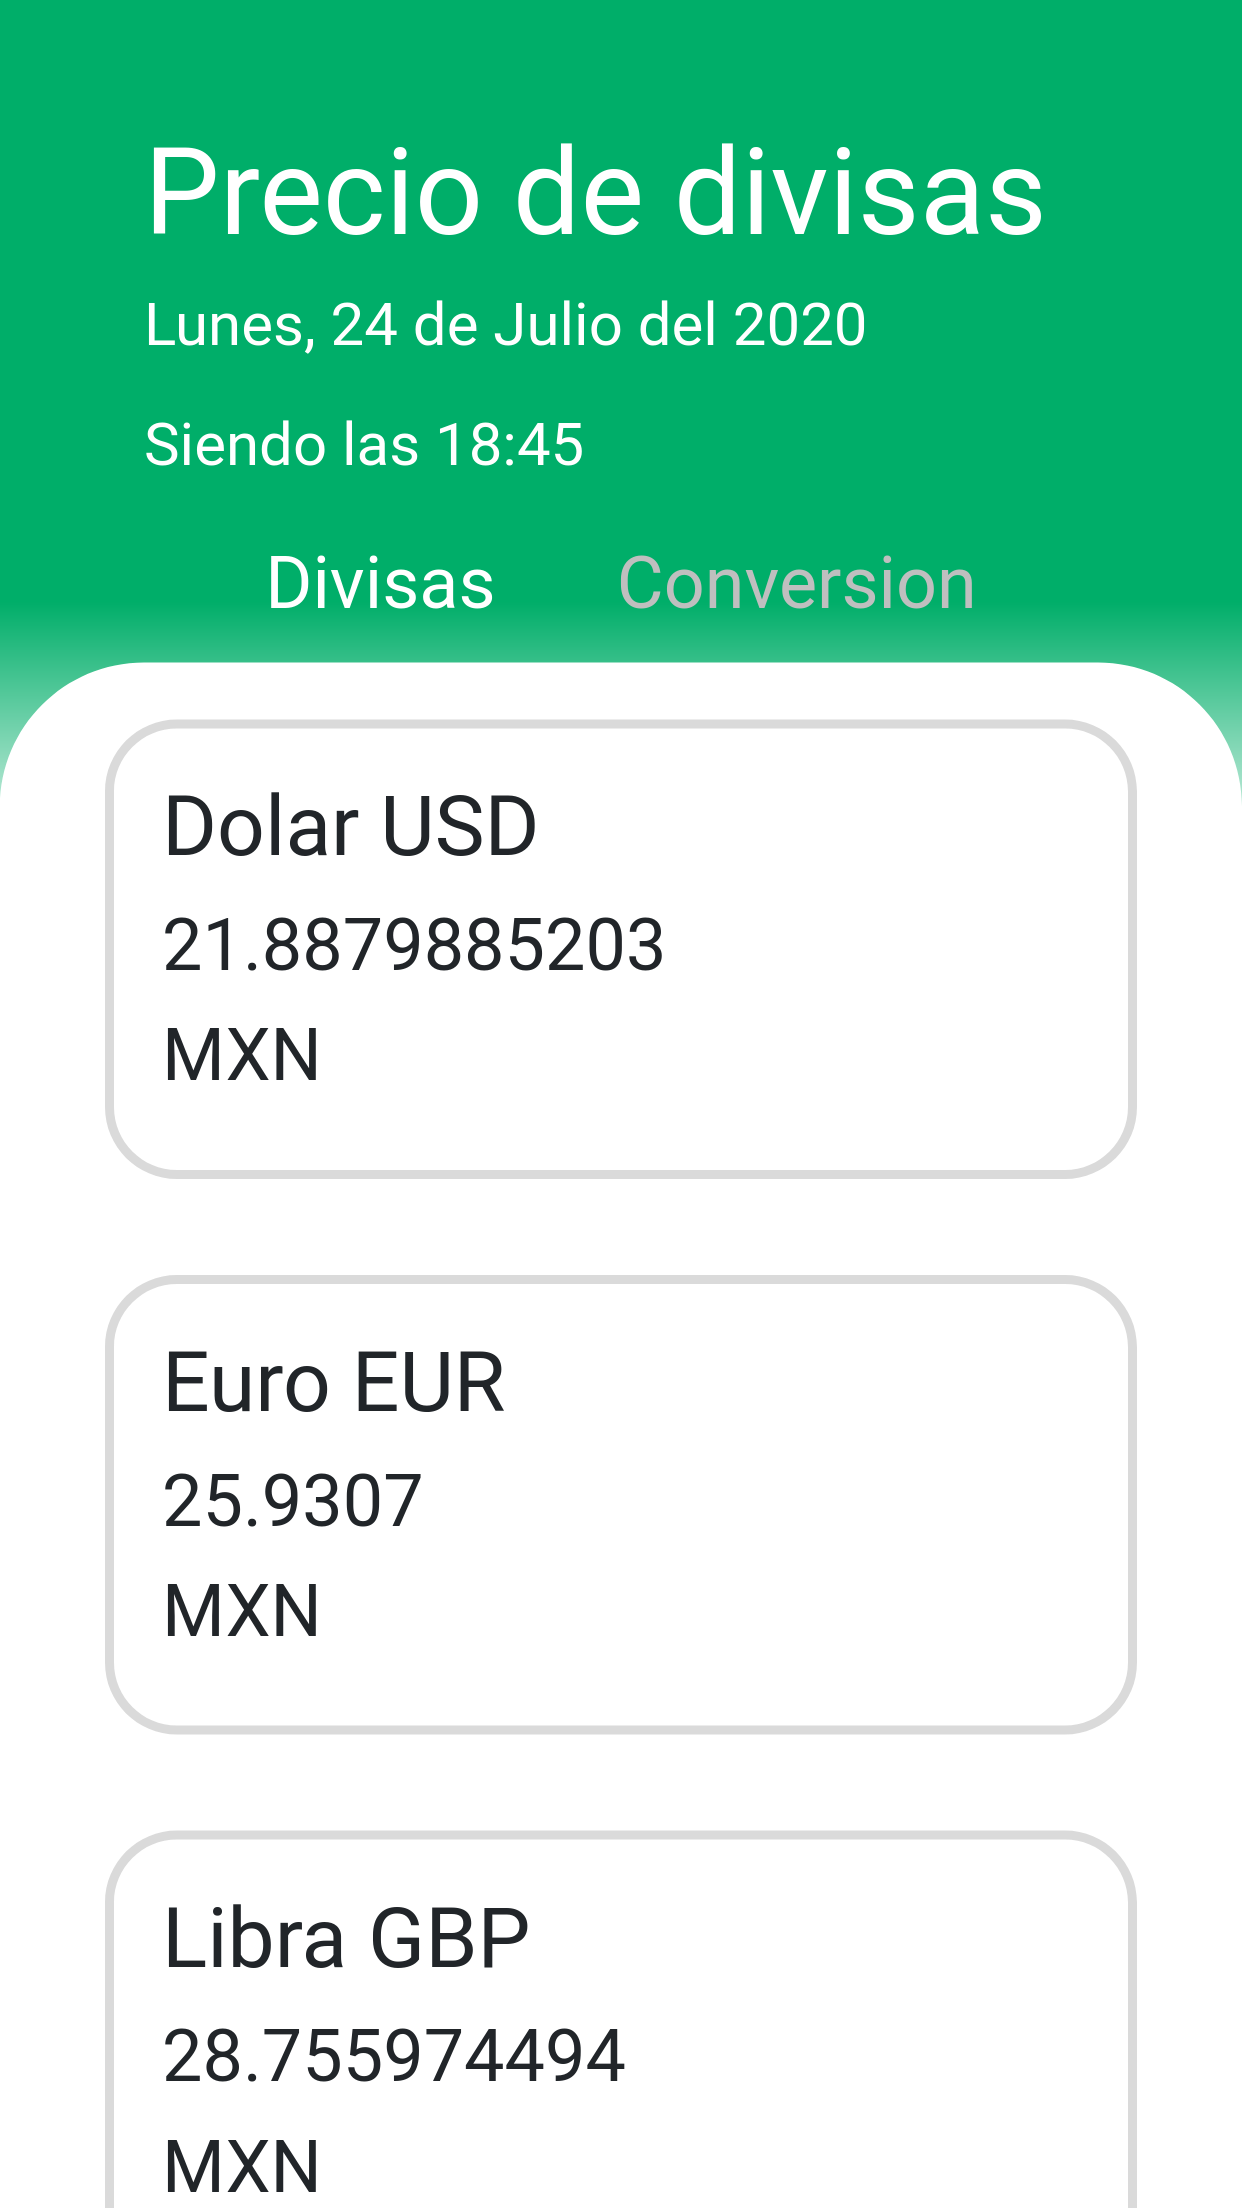 Precio de divisas
Lunes, 24 de Julio del 2020
Siendo las 18:45
Divisas Conversion
Dolar USD
21.8879885203
MXN
Euro EUR
25.9307
MXN
Libra GBP
28.755974494
MXN